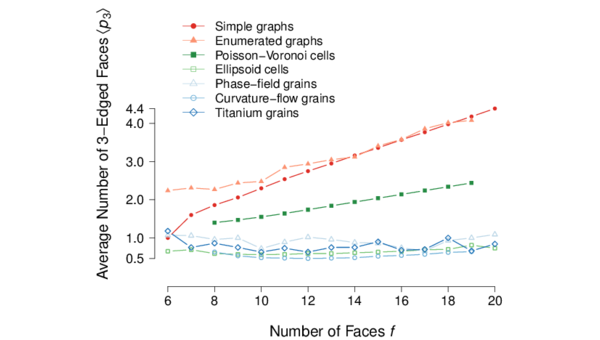 Simple graphs
Enumerated graphs
Poisson−Voronoi cells
Ellipsoid cells
Phase−field grains
Curvature−flow grains
Titanium grains
Average Number of 3−Edged Faces ⟨p3⟩
4.4
4.0
3.0
2.0
1.0
0.5
6 8 10 12 14 16 18 20
Number of Faces f